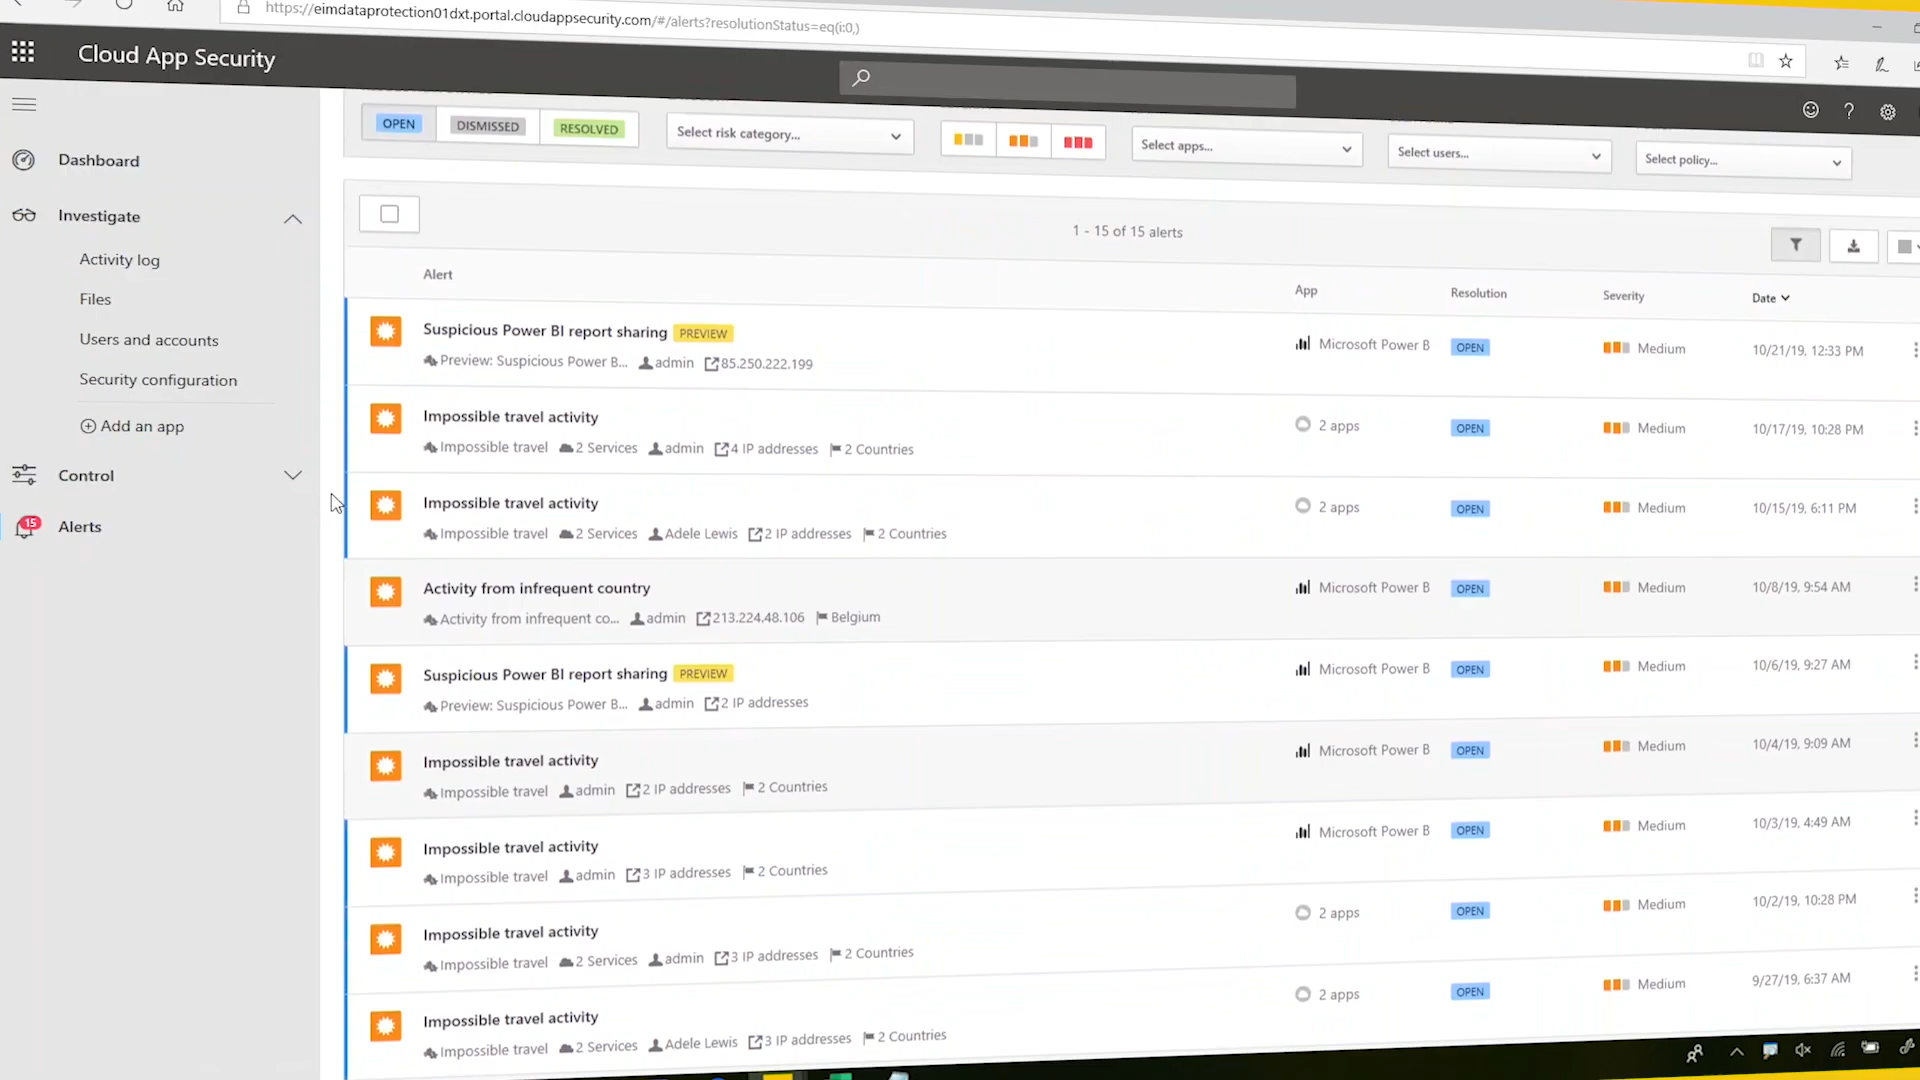 https://eimdataprotection01dxt.portal.cloudappsecurity.com/#/alerts?resolutionStatus=eq(i:0,)
Cloud App Security
OPEN DISMISSED RESOLVED Select risk category... Select apps... Select users... Select policy...
Dashboard
Investigate
Activity log
Files
Users and accounts
Security configuration
Add an app
Control
15 Alerts
1 - 15 of 15 alerts
Alert App Resolution Severity Date
Suspicious Power BI report sharing PREVIEW Microsoft Power B OPEN Medium 10/21/19, 12:33 PM
Preview: Suspicious Power B... admin 85.250.222.199
Impossible travel activity 2 apps OPEN Medium 10/17/19, 10:28 PM
Impossible travel 2 Services admin 4 IP addresses 2 Countries
Impossible travel activity 2 apps OPEN Medium 10/15/19, 6:11 PM
Impossible travel 2 Services Adele Lewis 2 IP addresses 2 Countries
Activity from infrequent country Microsoft Power B OPEN Medium 10/8/19, 9:54 AM
Activity from infrequent co... admin 213.224.48.106 Belgium
Suspicious Power BI report sharing PREVIEW Microsoft Power B OPEN Medium 10/6/19, 9:27 AM
Preview: Suspicious Power B... admin 2 IP addresses
Impossible travel activity Microsoft Power B OPEN Medium 10/4/19, 9:09 AM
Impossible travel admin 2 IP addresses 2 Countries
Impossible travel activity Microsoft Power B OPEN Medium 10/3/19, 4:49 AM
Impossible travel admin 3 IP addresses 2 Countries
Impossible travel activity 2 apps OPEN Medium 10/2/19, 10:28 PM
Impossible travel 2 Services admin 3 IP addresses 2 Countries
Impossible travel activity 2 apps OPEN Medium 9/27/19, 6:37 AM
Impossible travel 2 Services Adele Lewis 3 IP addresses 2 Countries